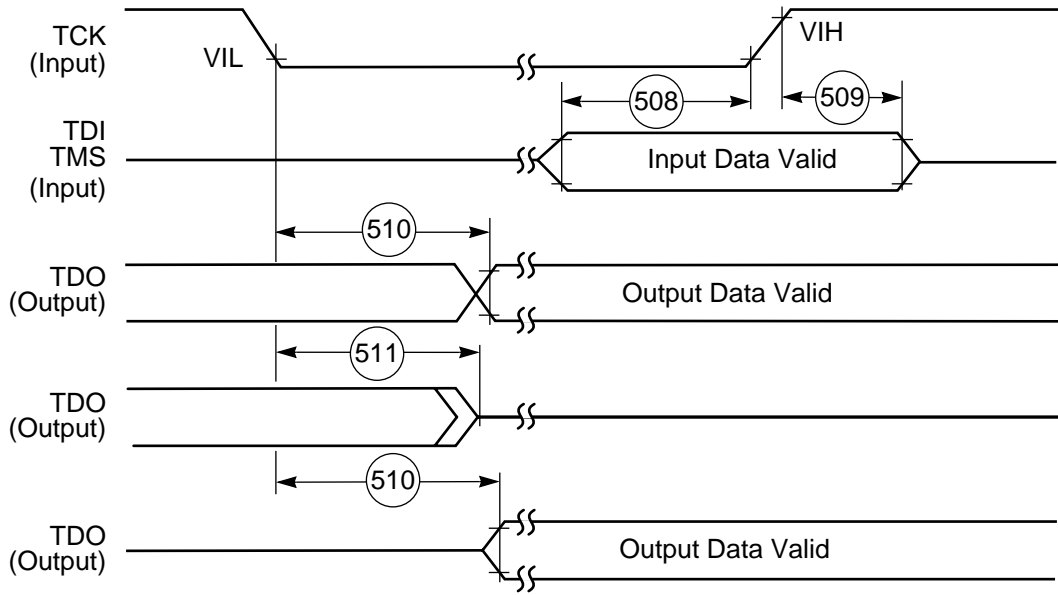 TCK
(Input)
VIL
VIH
508
509
TDI
TMS
(Input)
Input Data Valid
510
TDO
(Output)
Output Data Valid
511
TDO
(Output)
510
TDO
(Output)
Output Data Valid